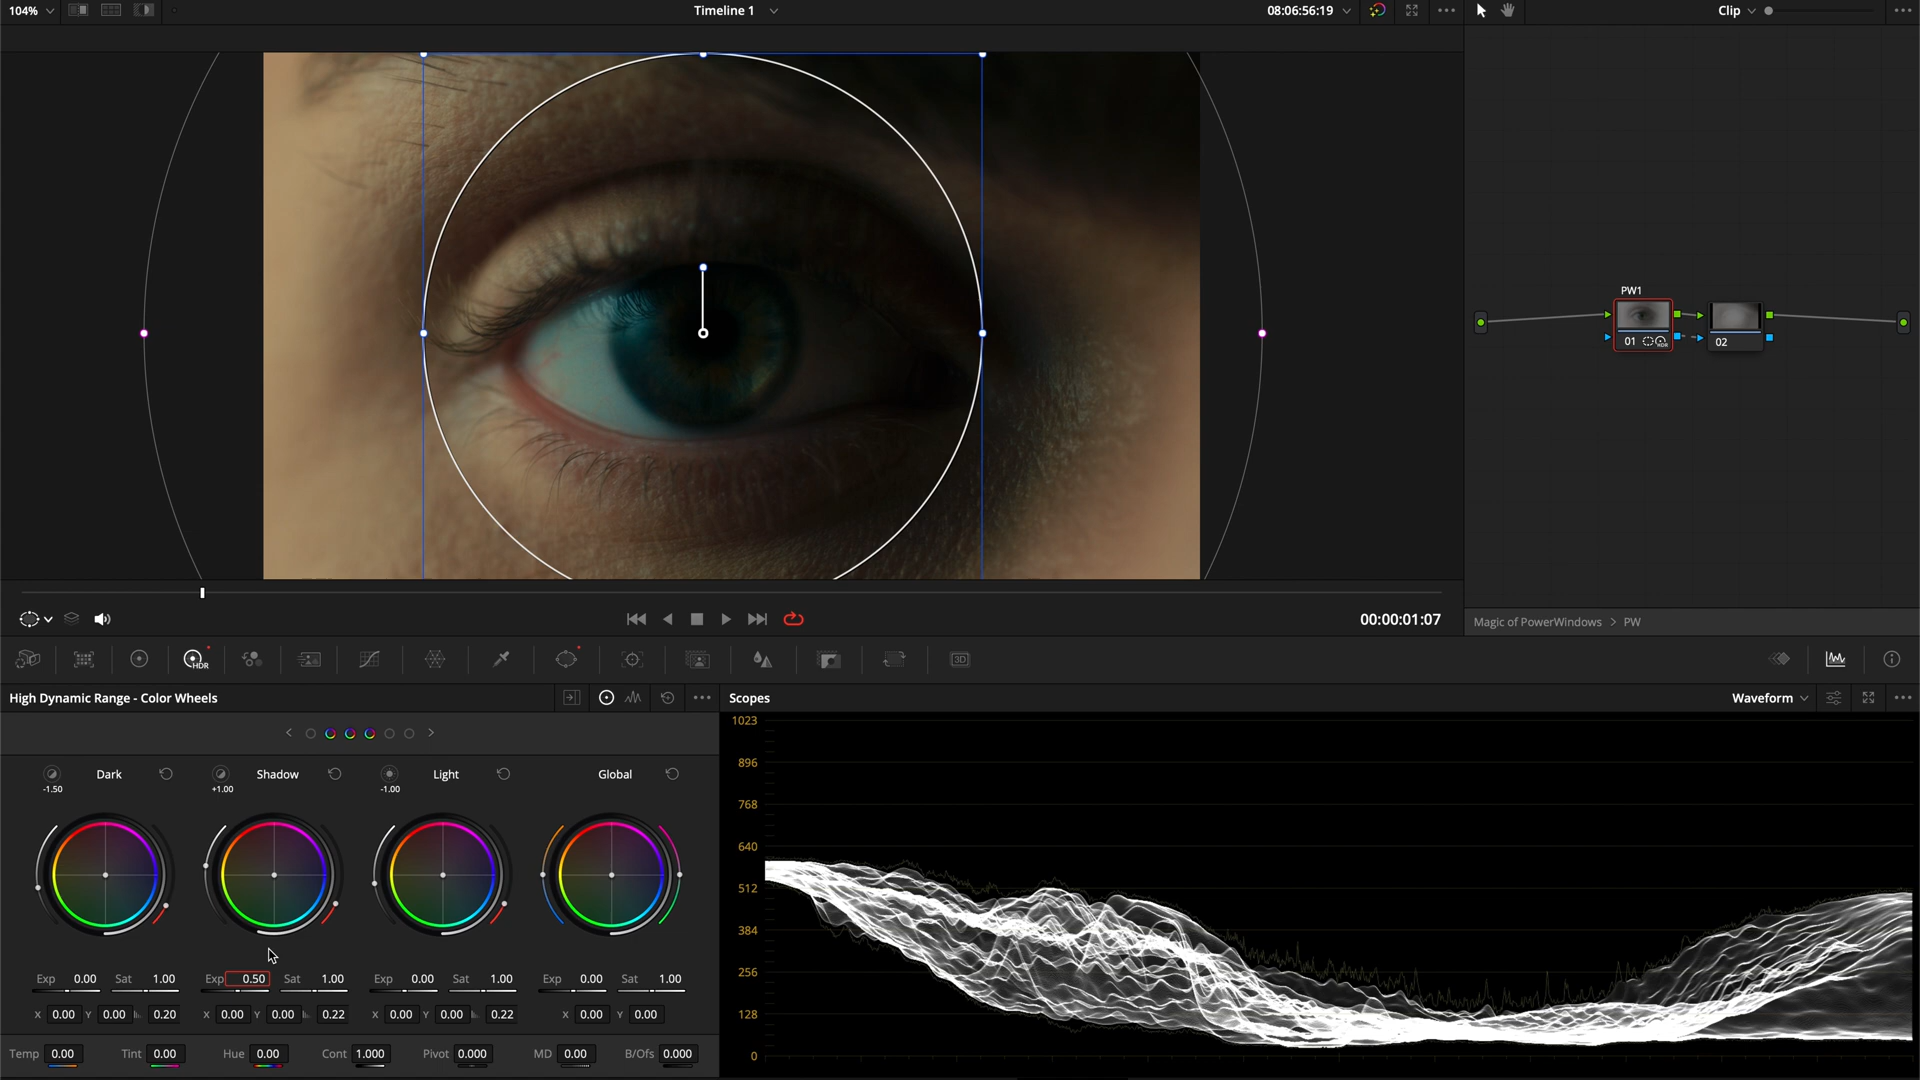 104%
Timeline 1
08:06:56:19
Clip
PW1
01
HDR
02
00:00:01:07
Magic of PowerWindows > PW
HDR
3D
High Dynamic Range - Color Wheels
Scopes
Waveform
Dark
Shadow
Light
Global
-1.50
+1.00
-1.00
Exp 0.00 Sat 1.00
Exp 0.50 Sat 1.00
Exp 0.00 Sat 1.00
Exp 0.00 Sat 1.00
X 0.00 Y 0.00 0.20
X 0.00 Y 0.00 0.22
X 0.00 Y 0.00 0.22
X 0.00 Y 0.00
Temp 0.00 Tint 0.00 Hue 0.00 Cont 1.000 Pivot 0.000 MD 0.00 B/Ofs 0.000
1023
896
768
640
512
384
256
128
0